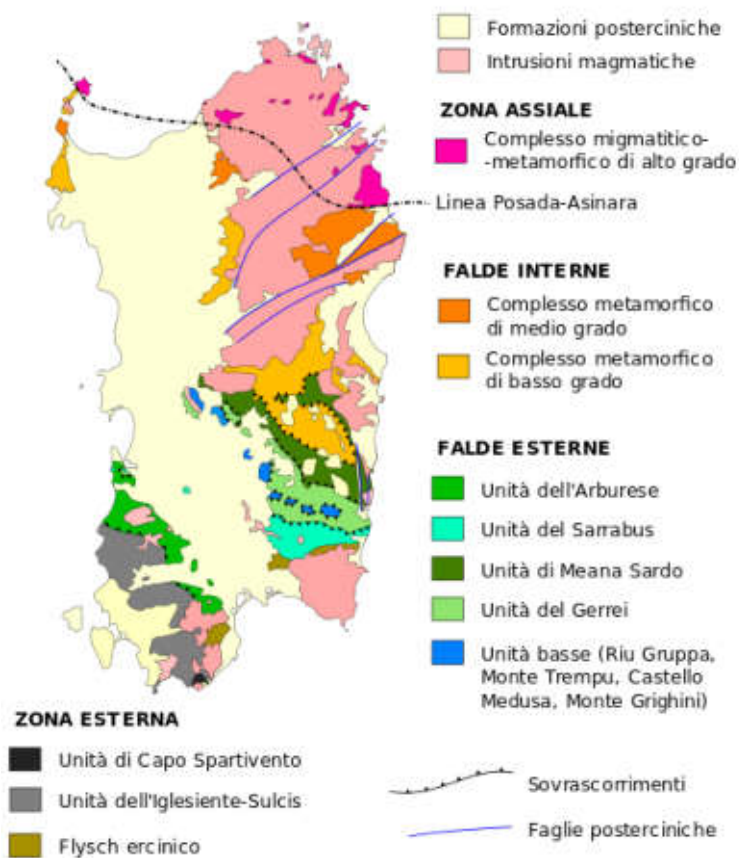 Formazioni posterciniche
Intrusioni magmatiche
ZONA ASSIALE
Complesso migmatitico-
-metamorfico di alto grado
Linea Posada-Asinara
FALDE INTERNE
Complesso metamorfico
di medio grado
Complesso metamorfico
di basso grado
FALDE ESTERNE
Unità dell'Arburese
Unità del Sarrabus
Unità di Meana Sardo
Unità del Gerrei
Unità basse (Riu Gruppa,
Monte Trempu, Castello
Medusa, Monte Grighini)
ZONA ESTERNA
Unità di Capo Spartivento
Unità dell'Iglesiente-Sulcis
Flysch ercinico
Sovrascorrimenti
Faglie posterciniche